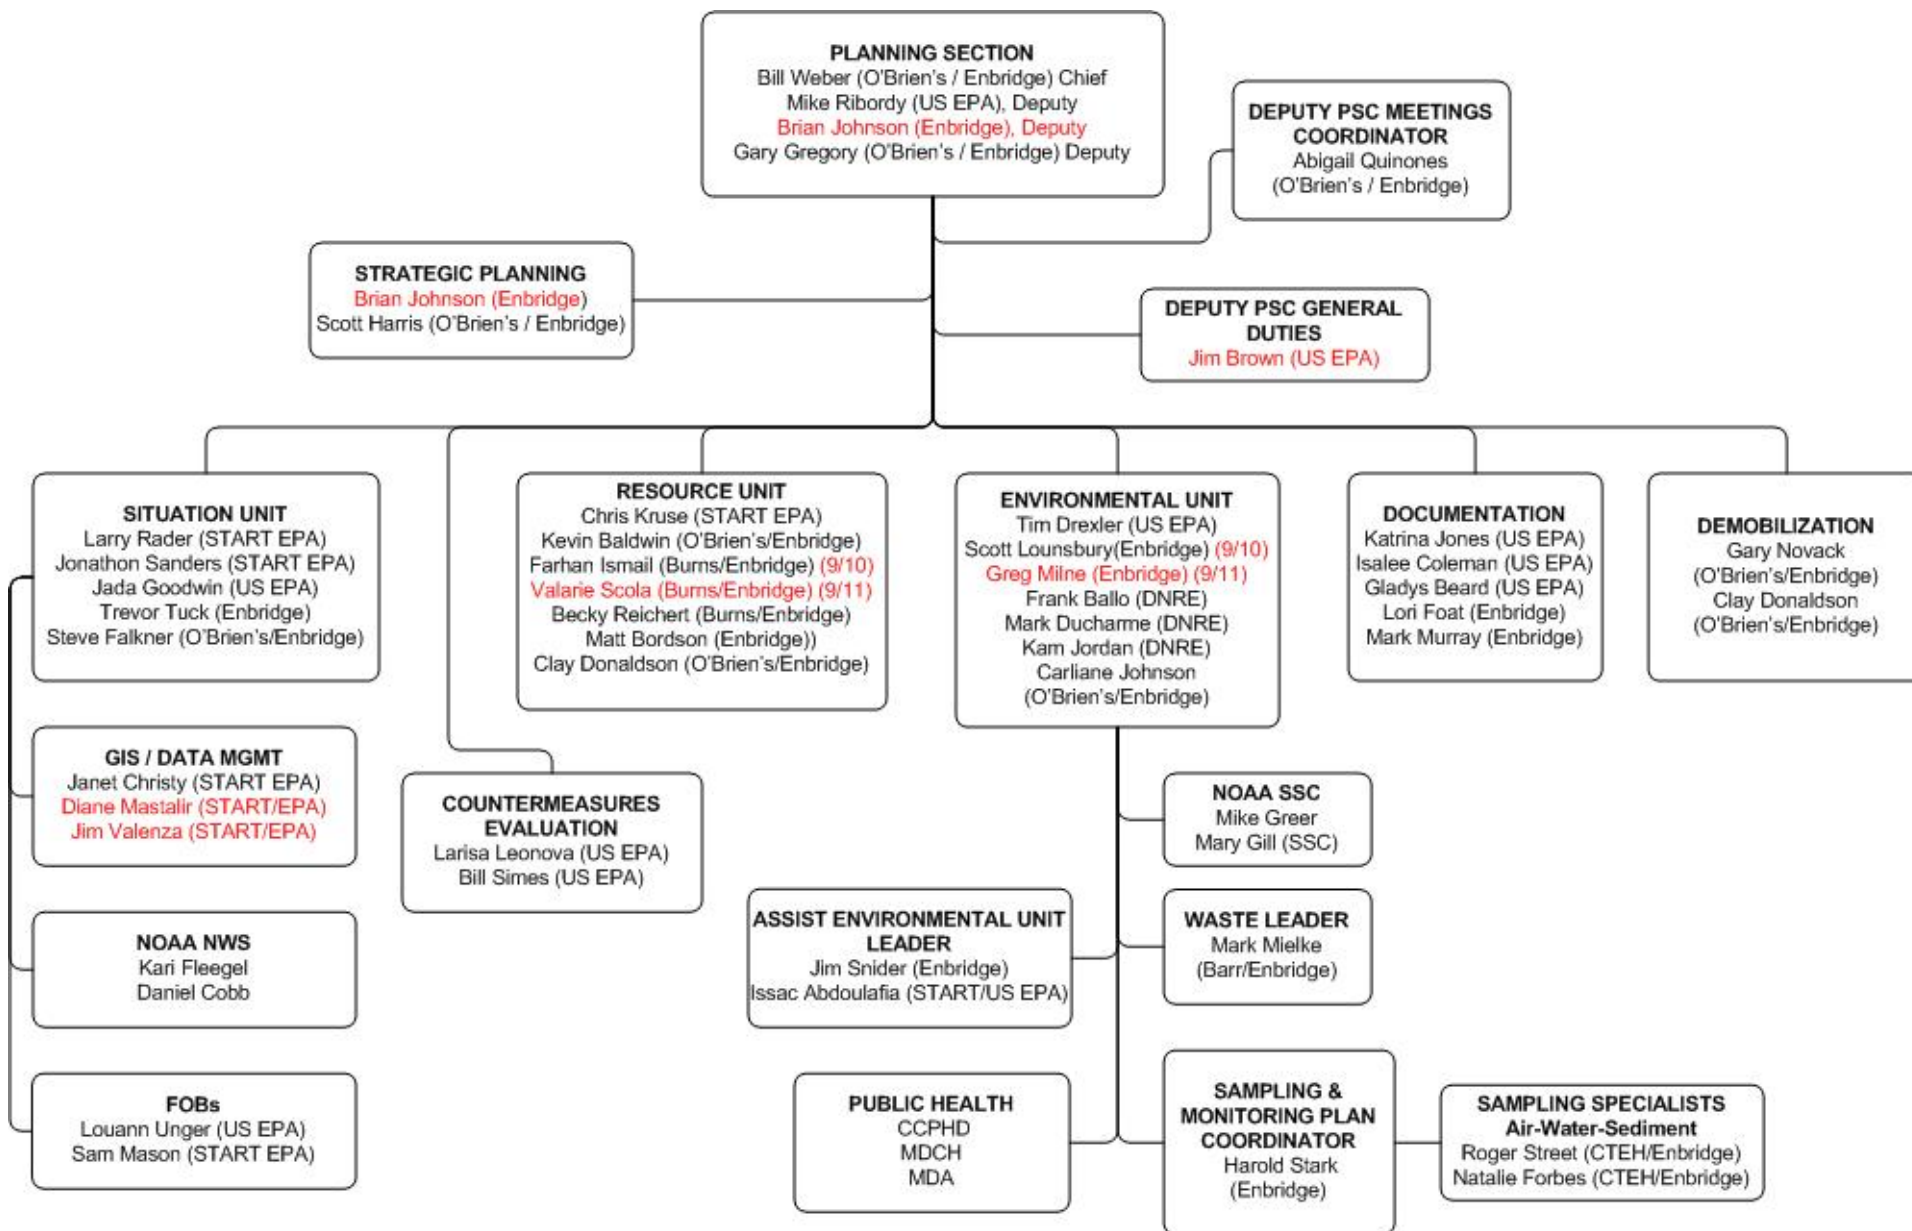 PLANNING SECTION
Bill Weber (O'Brien's / Enbridge) Chief
Mike Ribordy (US EPA), Deputy
Brian Johnson (Enbridge), Deputy
Gary Gregory (O'Brien's / Enbridge) Deputy
DEPUTY PSC MEETINGS
COORDINATOR
Abigail Quinones
(O'Brien's / Enbridge)
STRATEGIC PLANNING
Brian Johnson (Enbridge)
Scott Harris (O'Brien's / Enbridge)
DEPUTY PSC GENERAL
DUTIES
Jim Brown (US EPA)
SITUATION UNIT
Larry Rader (START EPA)
Jonathon Sanders (START EPA)
Jada Goodwin (US EPA)
Trevor Tuck (Enbridge)
Steve Falkner (O'Brien's/Enbridge)
RESOURCE UNIT
Chris Kruse (START EPA)
Kevin Baldwin (O'Brien's/Enbridge)
Farhan Ismail (Burns/Enbridge) (9/10)
Valarie Scola (Burns/Enbridge) (9/11)
Becky Reichert (Burns/Enbridge)
Matt Bordson (Enbridge))
Clay Donaldson (O'Brien's/Enbridge)
ENVIRONMENTAL UNIT
Tim Drexler (US EPA)
Scott Lounsbury(Enbridge) (9/10)
Greg Milne (Enbridge) (9/11)
Frank Ballo (DNRE)
Mark Ducharme (DNRE)
Kam Jordan (DNRE)
Carliane Johnson
(O'Brien's/Enbridge)
DOCUMENTATION
Katrina Jones (US EPA)
Isalee Coleman (US EPA)
Gladys Beard (US EPA)
Lori Foat (Enbridge)
Mark Murray (Enbridge)
DEMOBILIZATION
Gary Novack
(O'Brien's/Enbridge)
Clay Donaldson
(O'Brien's/Enbridge)
GIS / DATA MGMT
Janet Christy (START EPA)
Diane Mastalir (START/EPA)
Jim Valenza (START/EPA)
COUNTERMEASURES
EVALUATION
Larisa Leonova (US EPA)
Bill Simes (US EPA)
NOAA SSC
Mike Greer
Mary Gill (SSC)
ASSIST ENVIRONMENTAL UNIT
LEADER
Jim Snider (Enbridge)
Issac Abdoulafia (START/US EPA)
WASTE LEADER
Mark Mielke
(Barr/Enbridge)
NOAA NWS
Kari Fleegel
Daniel Cobb
FOBs
Louann Unger (US EPA)
Sam Mason (START EPA)
PUBLIC HEALTH
CCPHD
MDCH
MDA
SAMPLING &
MONITORING PLAN
COORDINATOR
Harold Stark
(Enbridge)
SAMPLING SPECIALISTS
Air-Water-Sediment
Roger Street (CTEH/Enbridge)
Natalie Forbes (CTEH/Enbridge)